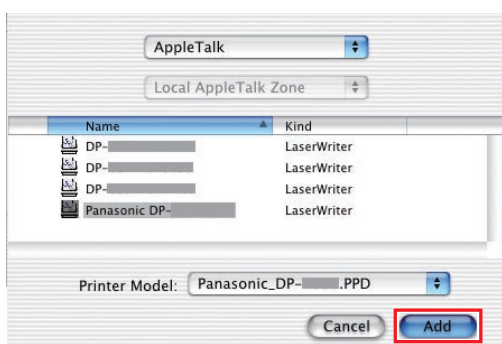 AppleTalk
Local AppleTalk Zone
Name Kind
DP- LaserWriter
DP- LaserWriter
DP- LaserWriter
Panasonic DP- LaserWriter
Printer Model: Panasonic_DP- .PPD
Cancel Add